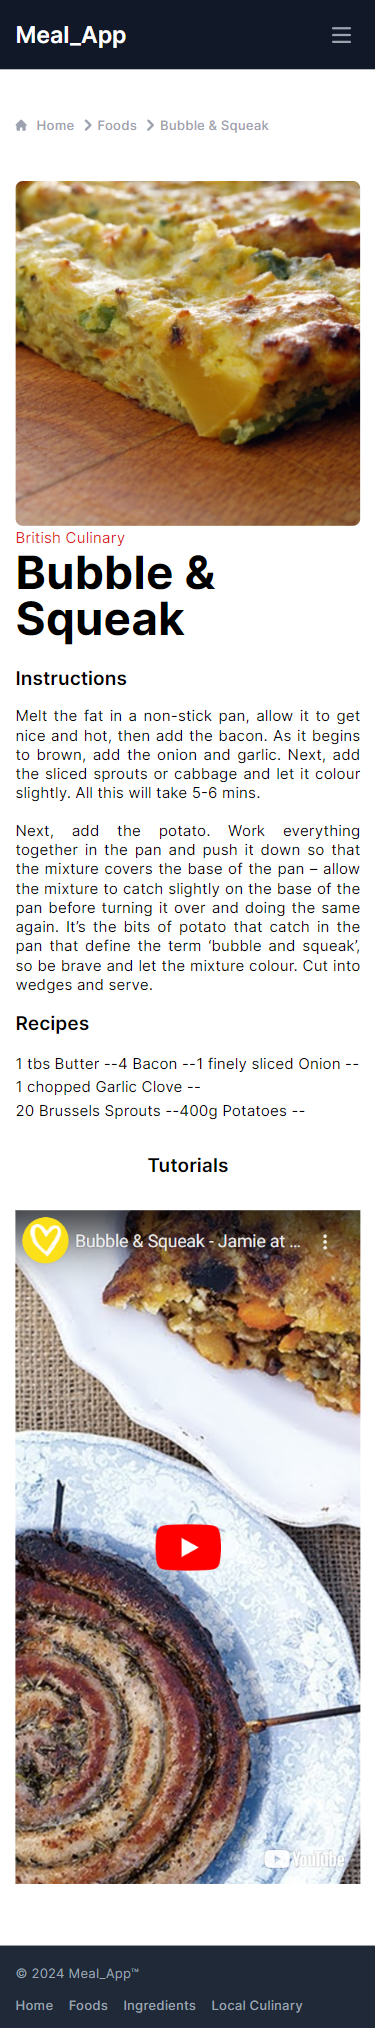 Meal_App
Home > Foods > Bubble & Squeak
British Culinary
Bubble &
Squeak
Instructions
Melt the fat in a non-stick pan, allow it to get
nice and hot, then add the bacon. As it begins
to brown, add the onion and garlic. Next, add
the sliced sprouts or cabbage and let it colour
slightly. All this will take 5-6 mins.
Next, add the potato. Work everything
together in the pan and push it down so that
the mixture covers the base of the pan – allow
the mixture to catch slightly on the base of the
pan before turning it over and doing the same
again. It’s the bits of potato that catch in the
pan that define the term ‘bubble and squeak’,
so be brave and let the mixture colour. Cut into
wedges and serve.
Recipes
1 tbs Butter --4 Bacon --1 finely sliced Onion --
1 chopped Garlic Clove --
20 Brussels Sprouts --400g Potatoes --
Tutorials
Bubble & Squeak - Jamie at ...
YouTube
© 2024 Meal_App™
Home Foods Ingredients Local Culinary